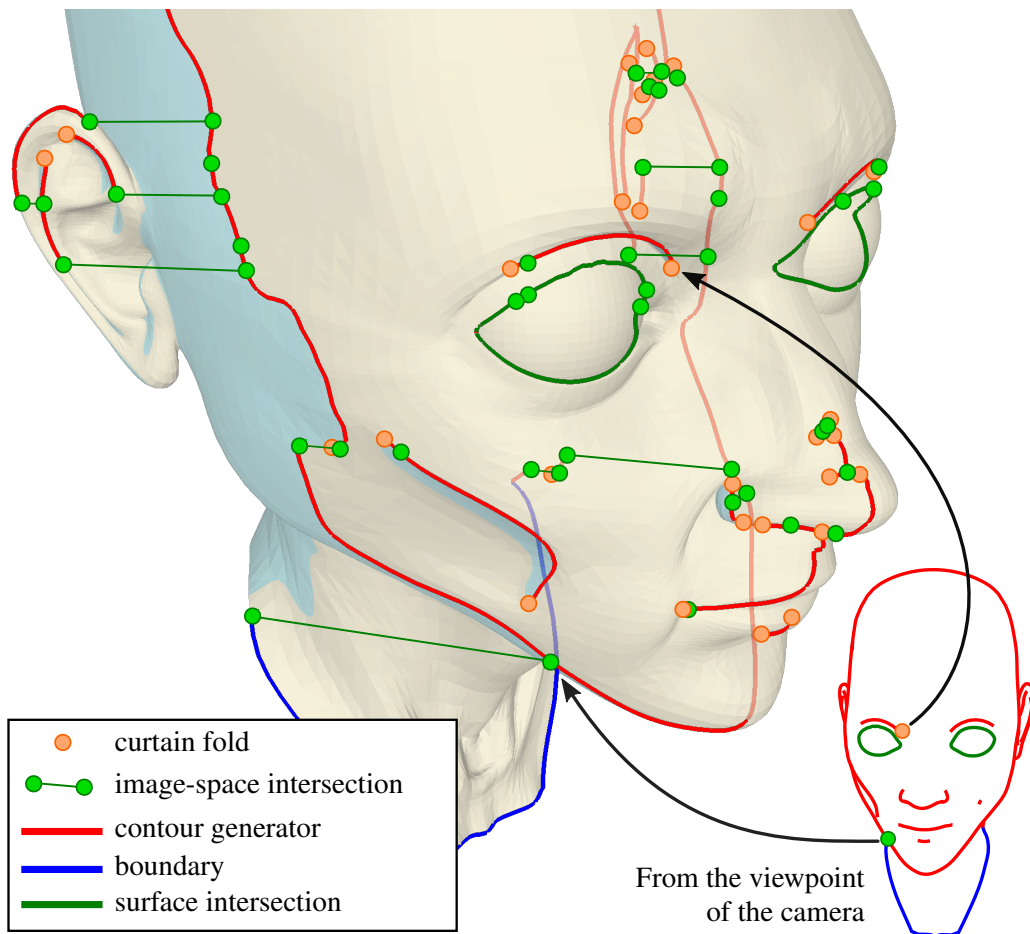 curtain fold
image-space intersection
contour generator
boundary
surface intersection
From the viewpoint
of the camera